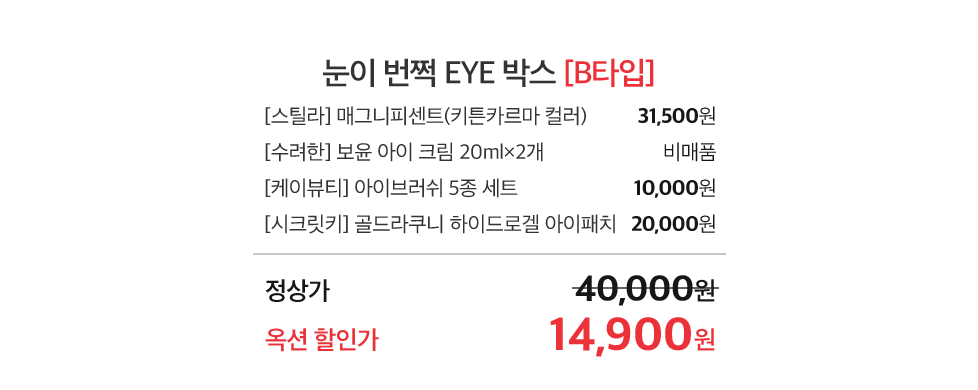 눈이 번쩍 EYE 박스 [B타입]
[스틸라] 매그니피센트(키튼카르마 컬러) 31,500원
[수려한] 보윤 아이 크림 20ml×2개 비매품
[케이뷰티] 아이브러쉬 5종 세트 10,000원
[시크릿키] 골드라쿠니 하이드로겔 아이패치 20,000원
정상가 40,000원
옥션 할인가 14,900원